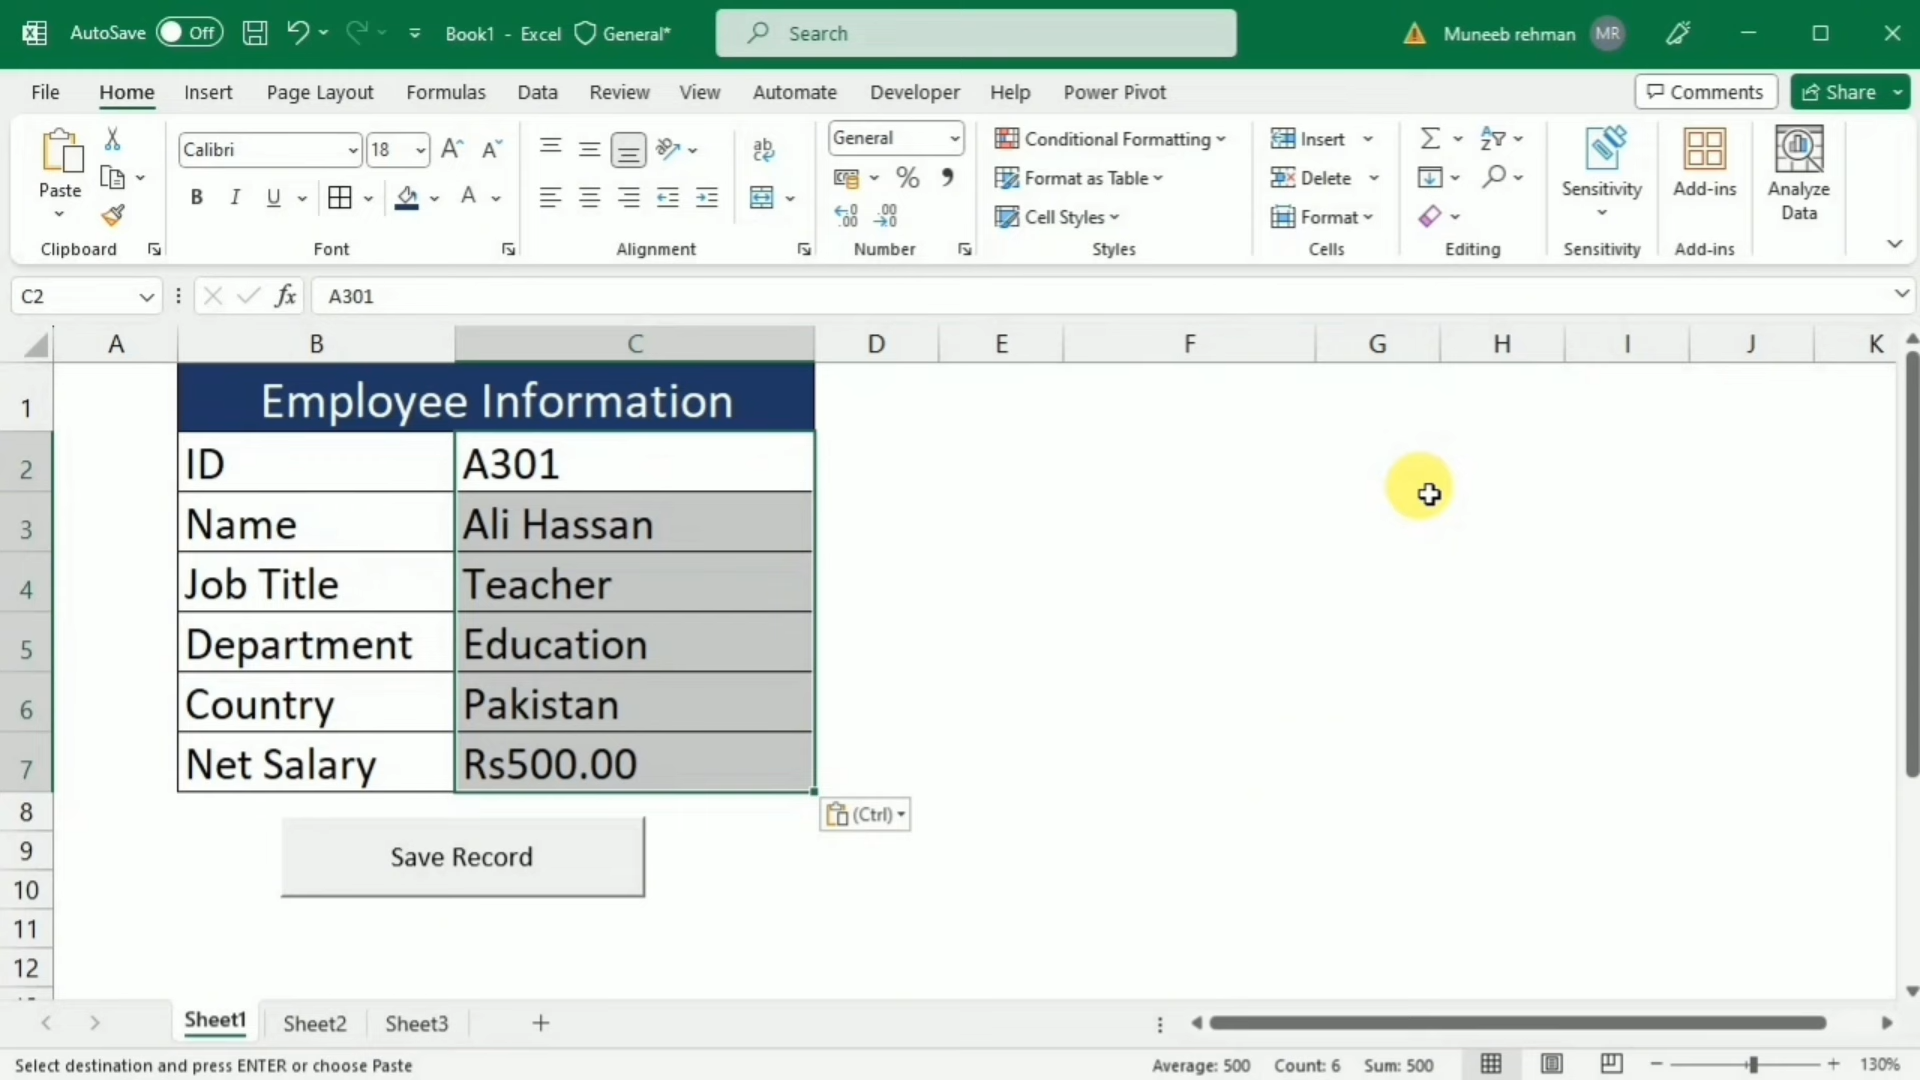 AutoSave Off Book1 - Excel General* Search Muneeb rehman MR
File Home Insert Page Layout Formulas Data Review View Automate Developer Help Power Pivot Comments Share
Paste Calibri 18 A A ab General Conditional Formatting Insert Sensitivity Add-ins Analyze Data
B I U A % Format as Table Delete
Cell Styles Format
Clipboard Font Alignment Number Styles Cells Editing Sensitivity Add-ins
C2 fx A301
A B C D E F G H I J K
1 Employee Information
2 ID A301
3 Name Ali Hassan
4 Job Title Teacher
5 Department Education
6 Country Pakistan
7 Net Salary Rs500.00
8 (Ctrl)
9 Save Record
10
11
12
Sheet1 Sheet2 Sheet3
Select destination and press ENTER or choose Paste Average: 500 Count: 6 Sum: 500 130%